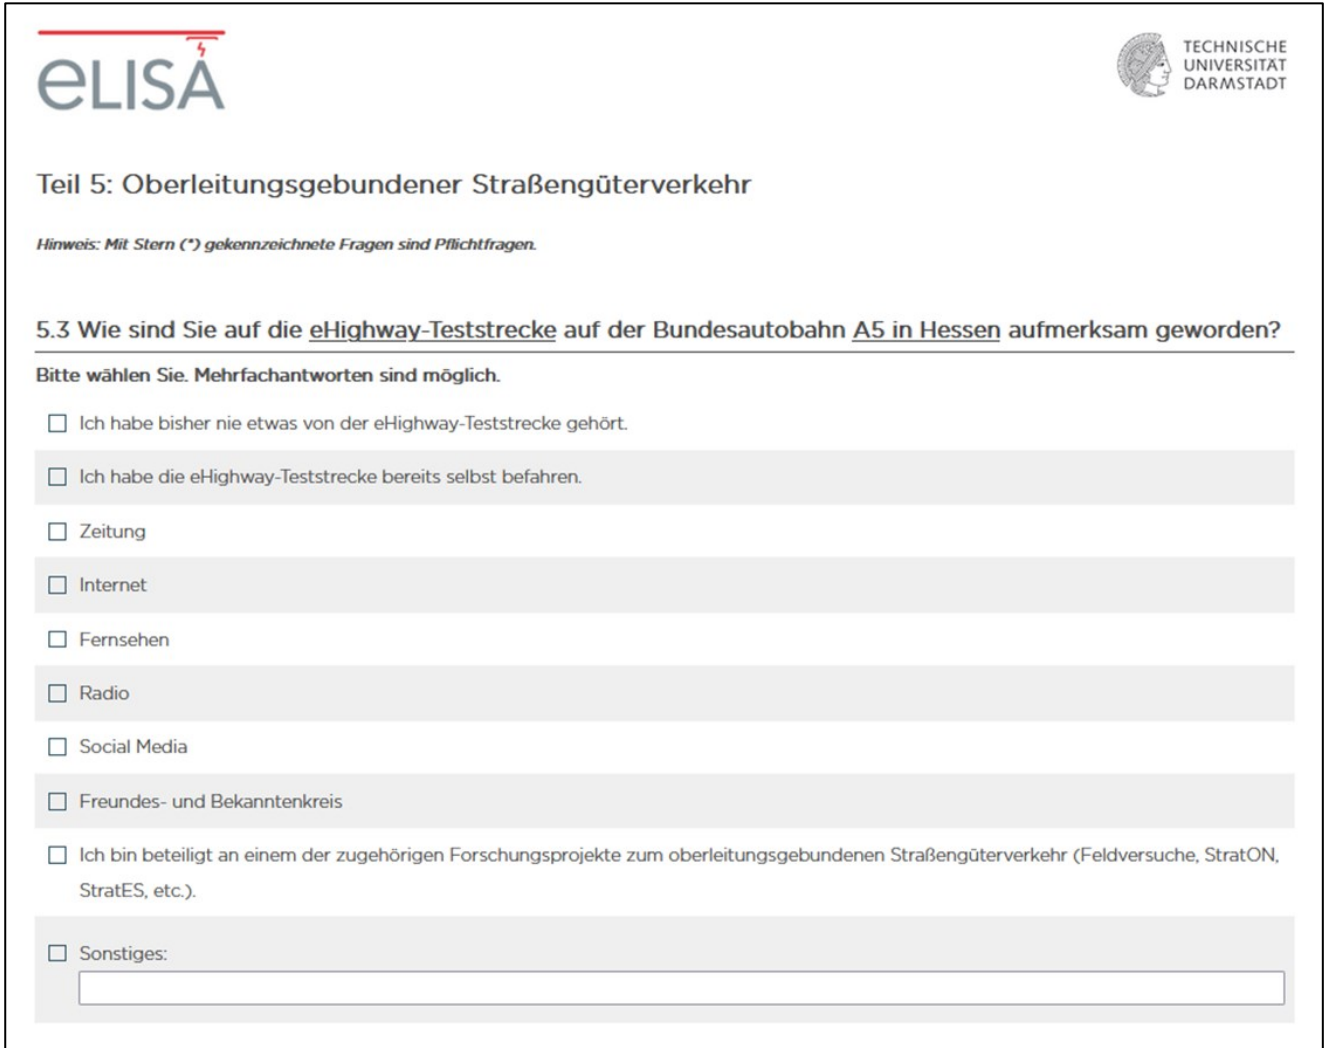 eLISA
TECHNISCHE
UNIVERSITÄT
DARMSTADT
Teil 5: Oberleitungsgebundener Straßengüterverkehr
Hinweis: Mit Stern (*) gekennzeichnete Fragen sind Pflichtfragen.
5.3 Wie sind Sie auf die eHighway-Teststrecke auf der Bundesautobahn A5 in Hessen aufmerksam geworden?
Bitte wählen Sie. Mehrfachantworten sind möglich.
Ich habe bisher nie etwas von der eHighway-Teststrecke gehört.
Ich habe die eHighway-Teststrecke bereits selbst befahren.
Zeitung
Internet
Fernsehen
Radio
Social Media
Freundes- und Bekanntenkreis
Ich bin beteiligt an einem der zugehörigen Forschungsprojekte zum oberleitungsgebundenen Straßengüterverkehr (Feldversuche, StratON,
StratES, etc.).
Sonstiges: